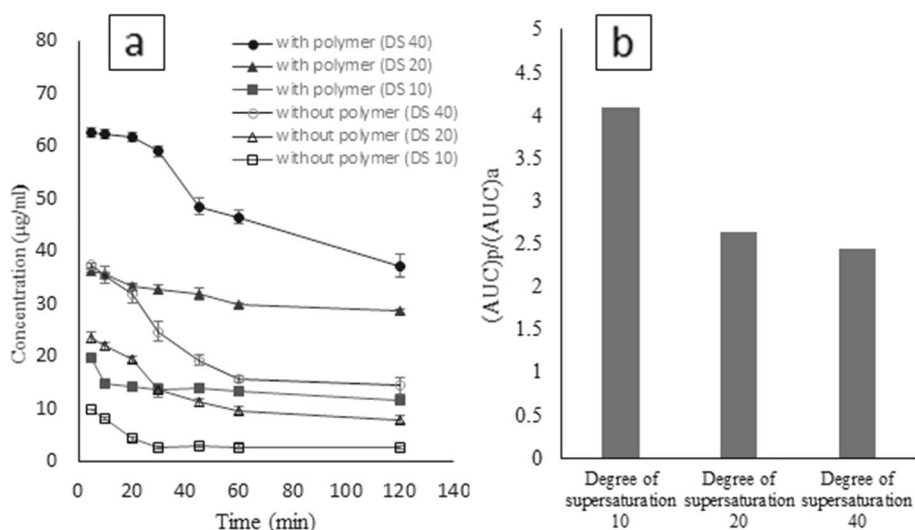 a
80
70
60
50
40
30
20
10
0
Concentration (µg/ml)
with polymer (DS 40)
with polymer (DS 20)
with polymer (DS 10)
without polymer (DS 40)
without polymer (DS 20)
without polymer (DS 10)
0 20 40 60 80 100 120 140
Time (min)
b
5
4.5
4
3.5
3
2.5
2
1.5
1
0.5
0
(AUC)p/(AUC)a
Degree of
supersaturation
10
Degree of
supersaturation
20
Degree of
supersaturation
40